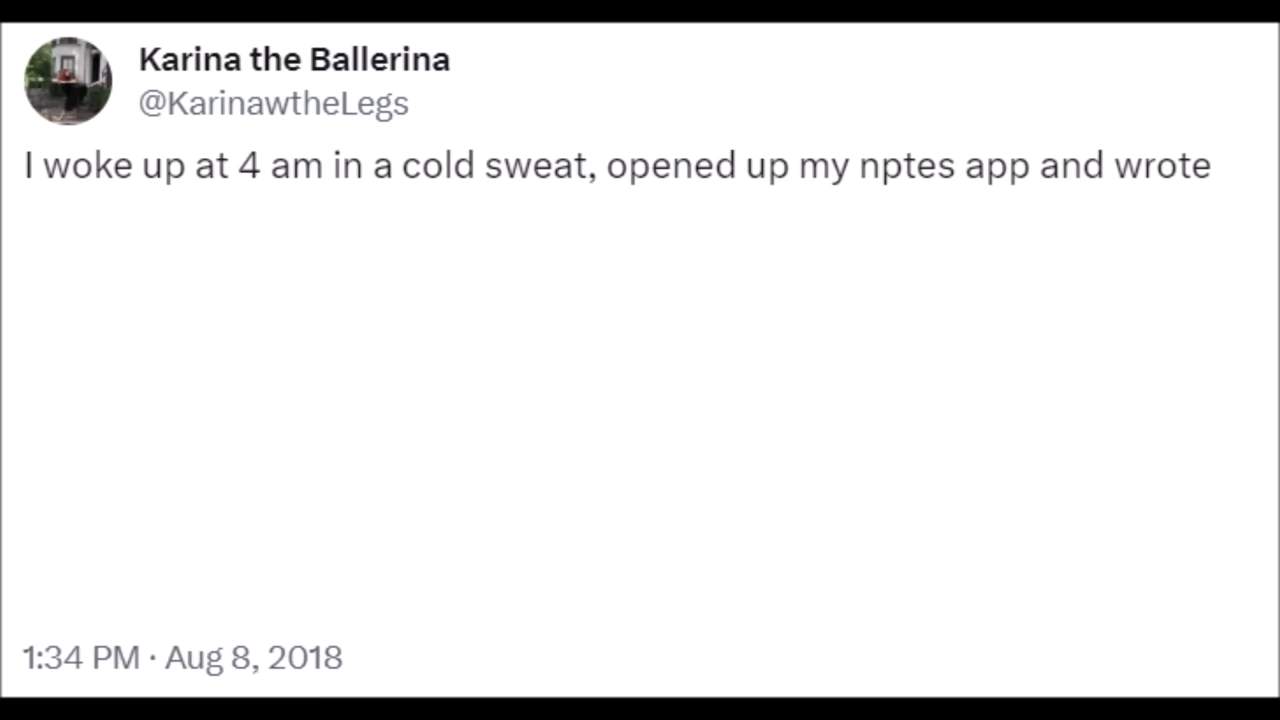 Karina the Ballerina
@KarinawtheLegs
I woke up at 4 am in a cold sweat, opened up my nptes app and wrote
1:34 PM · Aug 8, 2018